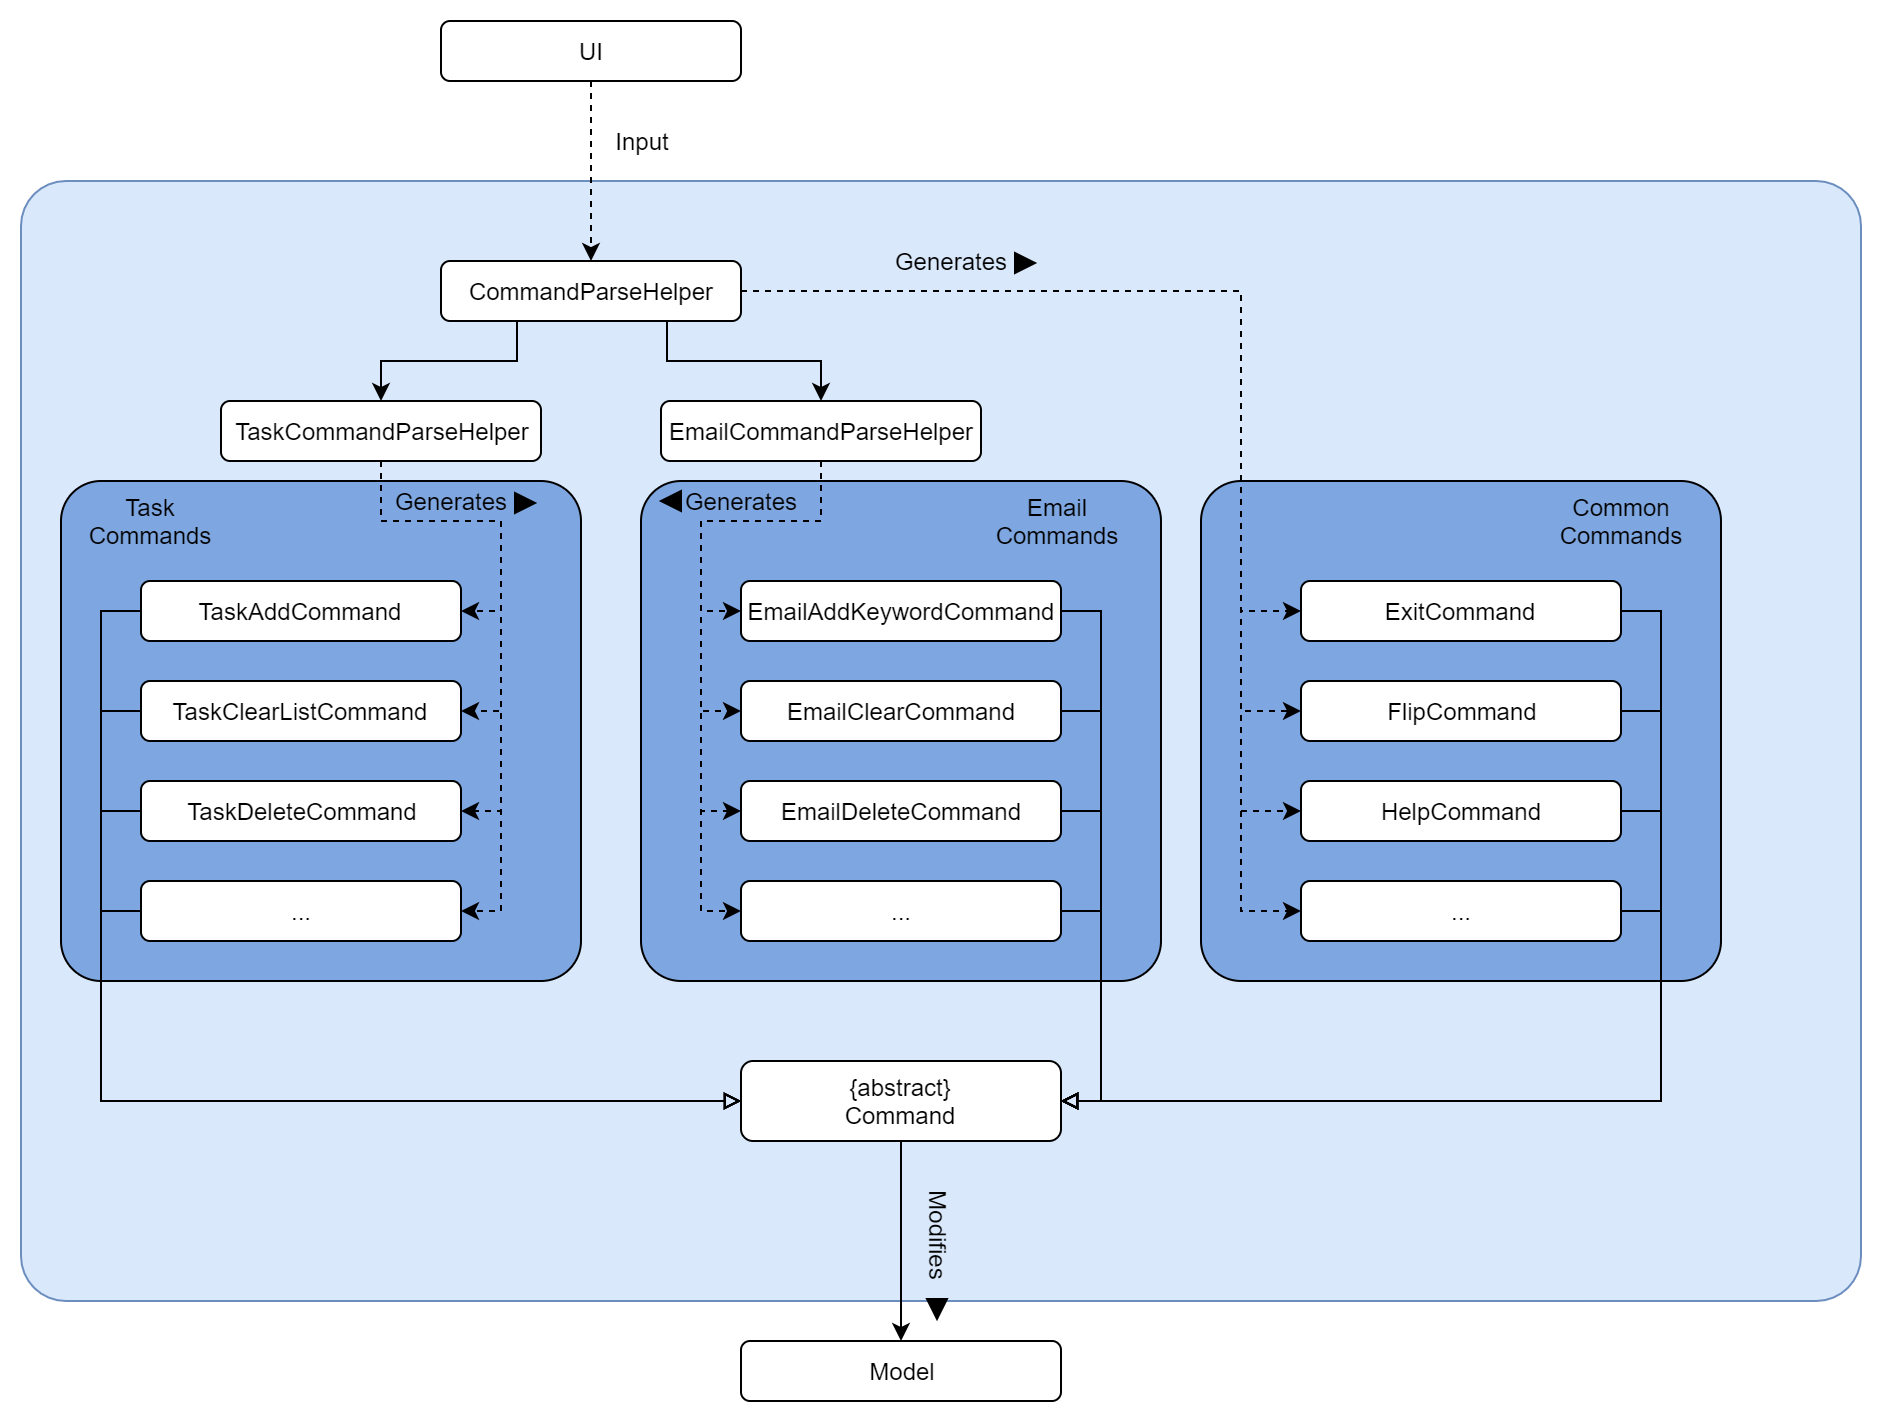 UI
Input
Generates
CommandParseHelper
TaskCommandParseHelper
EmailCommandParseHelper
Task
Commands
Generates
Generates
Email
Commands
Common
Commands
TaskAddCommand
EmailAddKeywordCommand
ExitCommand
TaskClearListCommand
EmailClearCommand
FlipCommand
TaskDeleteCommand
EmailDeleteCommand
HelpCommand
...
...
...
{abstract}
Command
Modifies
Model